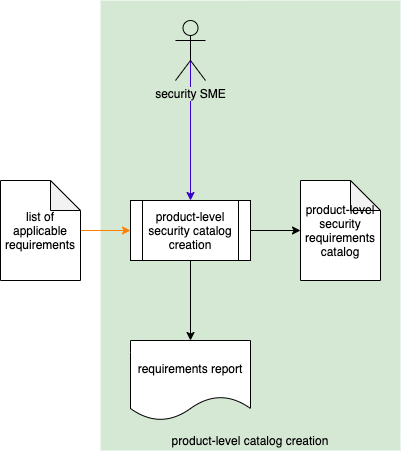 security SME
list of
applicable
requirements
product-level
security catalog
creation
product-level
security
requirements
catalog
requirements report
product-level catalog creation